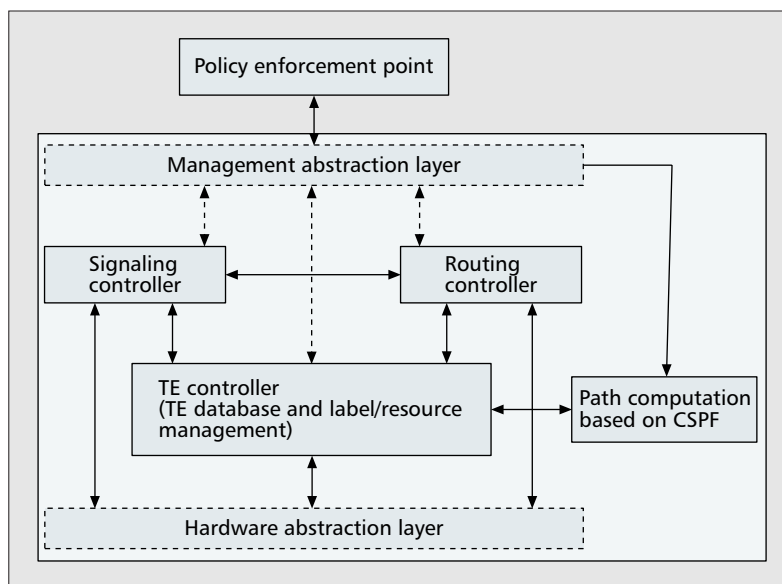 Policy enforcement point
Management abstraction layer
Signaling
controller
Routing
controller
TE controller
(TE database and label/resource
management)
Path computation
based on CSPF
Hardware abstraction layer